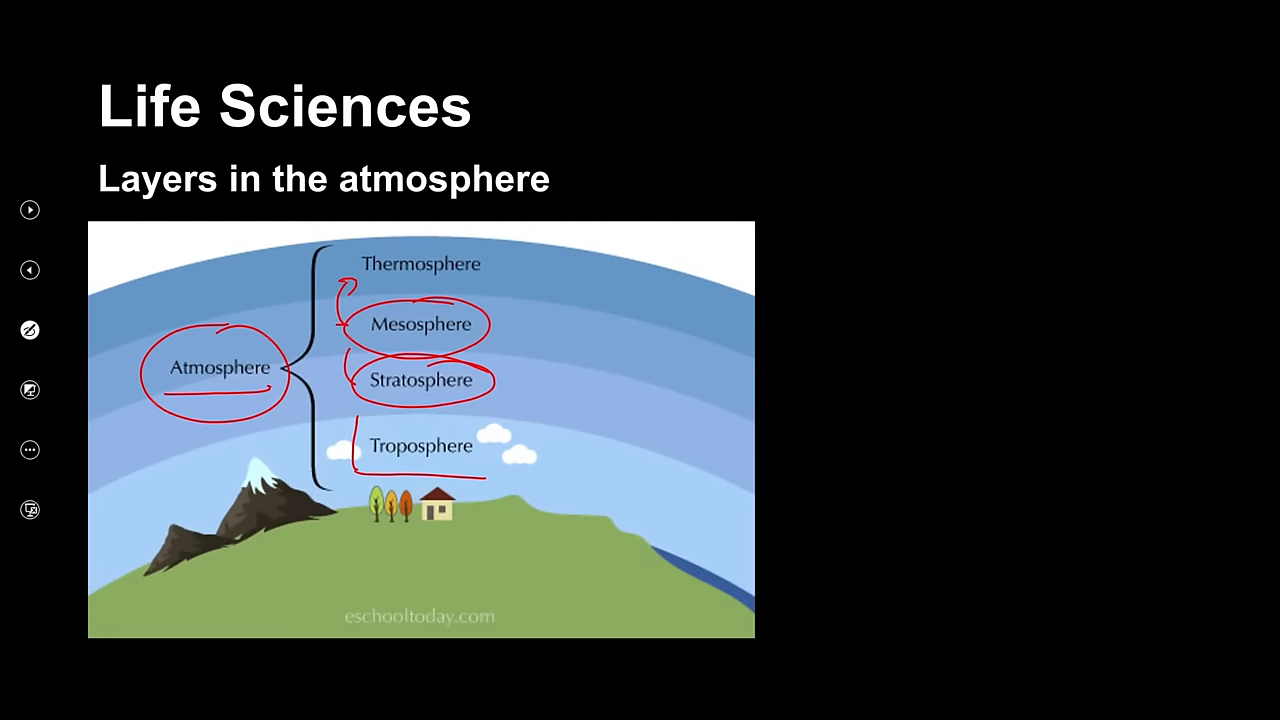 Life Sciences
Layers in the atmosphere
Thermosphere
Mesosphere
Atmosphere
Stratosphere
Troposphere
eschooltoday.com